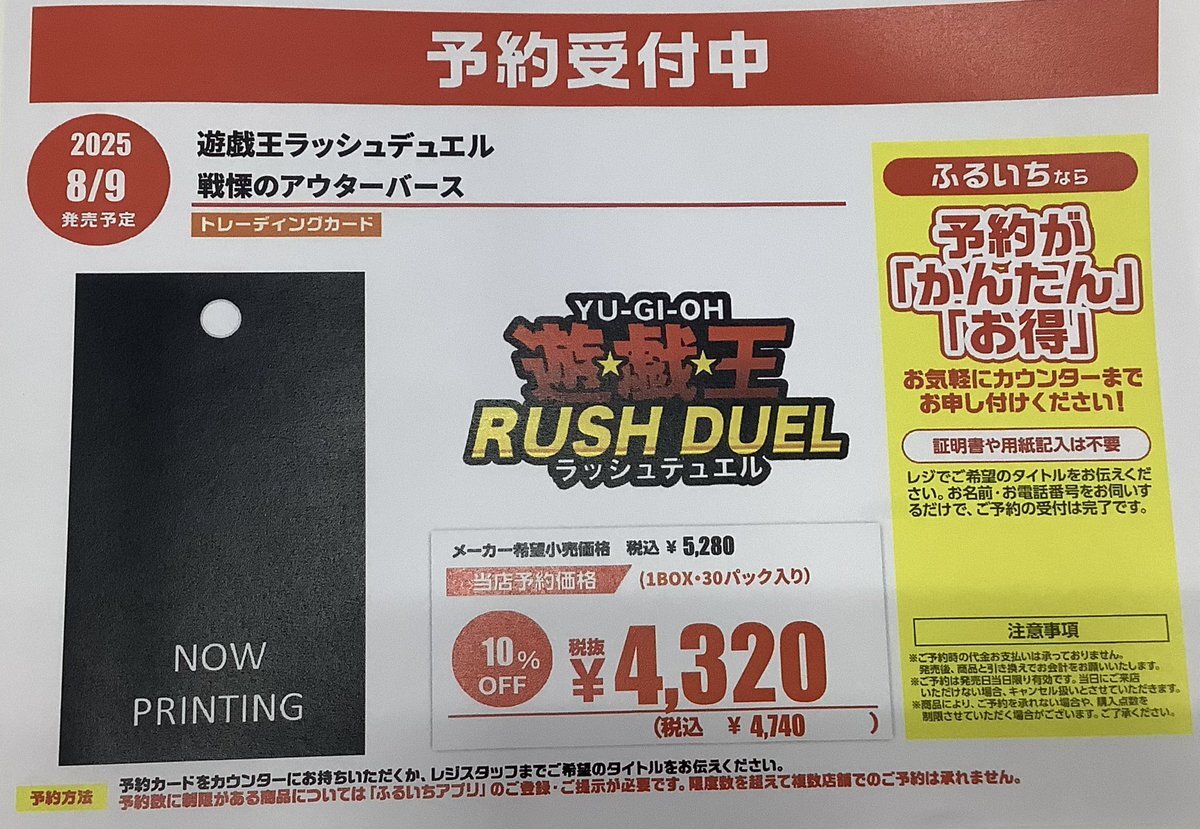 予約受付中
2025
8/9
発売予定
遊戯王ラッシュデュエル
戦慄のアウターバース
トレーディングカード
NOW
PRINTING
YU-GI-OH
遊★戯★王
RUSH DUEL
ラッシュデュエル
メーカー希望小売価格 税込 ¥5,280
当店予約価格 (1BOX・30パック入り)
10%
OFF
税抜
¥4,320
(税込 ¥4,740 )
ふるいちなら
予約が
「かんたん」
「お得」
お気軽にカウンターまで
お申し付けください!
証明書や用紙記入は不要
レジでご希望のタイトルをお伝えくだ
さい。お名前・お電話番号をお伺いす
るだけで、ご予約の受付は完了です。
注意事項
※ご予約時の代金お支払いは承っておりません。
発売後、商品と引き換えでお会計をお願いいたします。
※ご予約は発売日当日限り有効です。当日にご来店
いただけない場合、キャンセル扱いとさせていただきます。
※商品により、ご予約を承れない場合や、購入点数を
制限させていただく場合がございます。ご了承ください。
予約方法
予約カードをカウンターにお持ちいただくか、レジスタッフまでご希望のタイトルをお伝えください。
予約数に制限がある商品については「ふるいちアプリ」のご登録・ご提示が必要です。限度数を超えて複数店舗でのご予約は承れません。